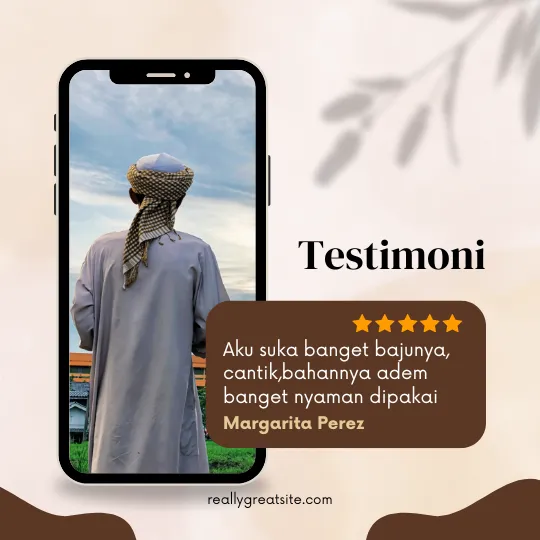 Testimoni
Aku suka banget bajunya,
cantik,bahannya adem
banget nyaman dipakai
Margarita Perez
reallygreatsite.com